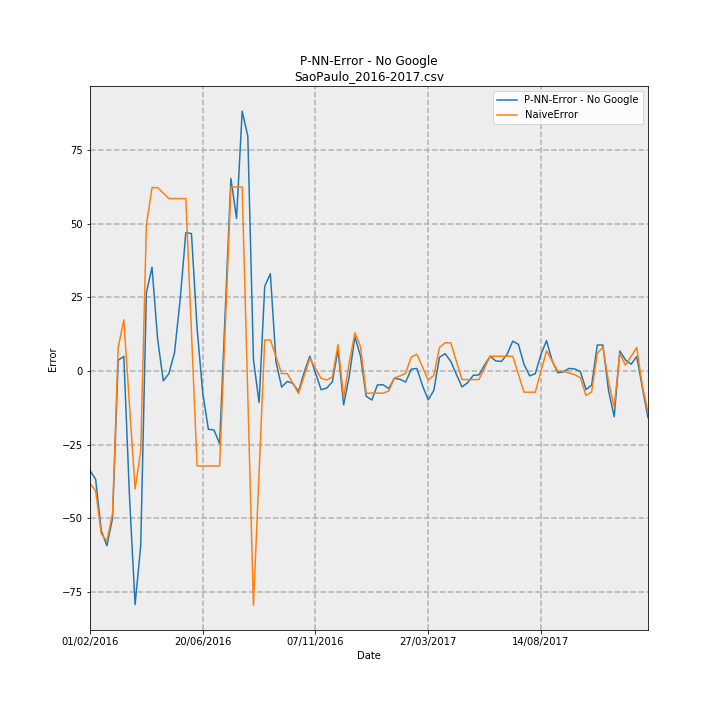 P-NN-Error - No Google
SaoPaulo_2016-2017.csv
P-NN-Error - No Google
NaiveError
75
50
25
0
−25
−50
−75
Error
01/02/2016 20/06/2016 07/11/2016 27/03/2017 14/08/2017
Date